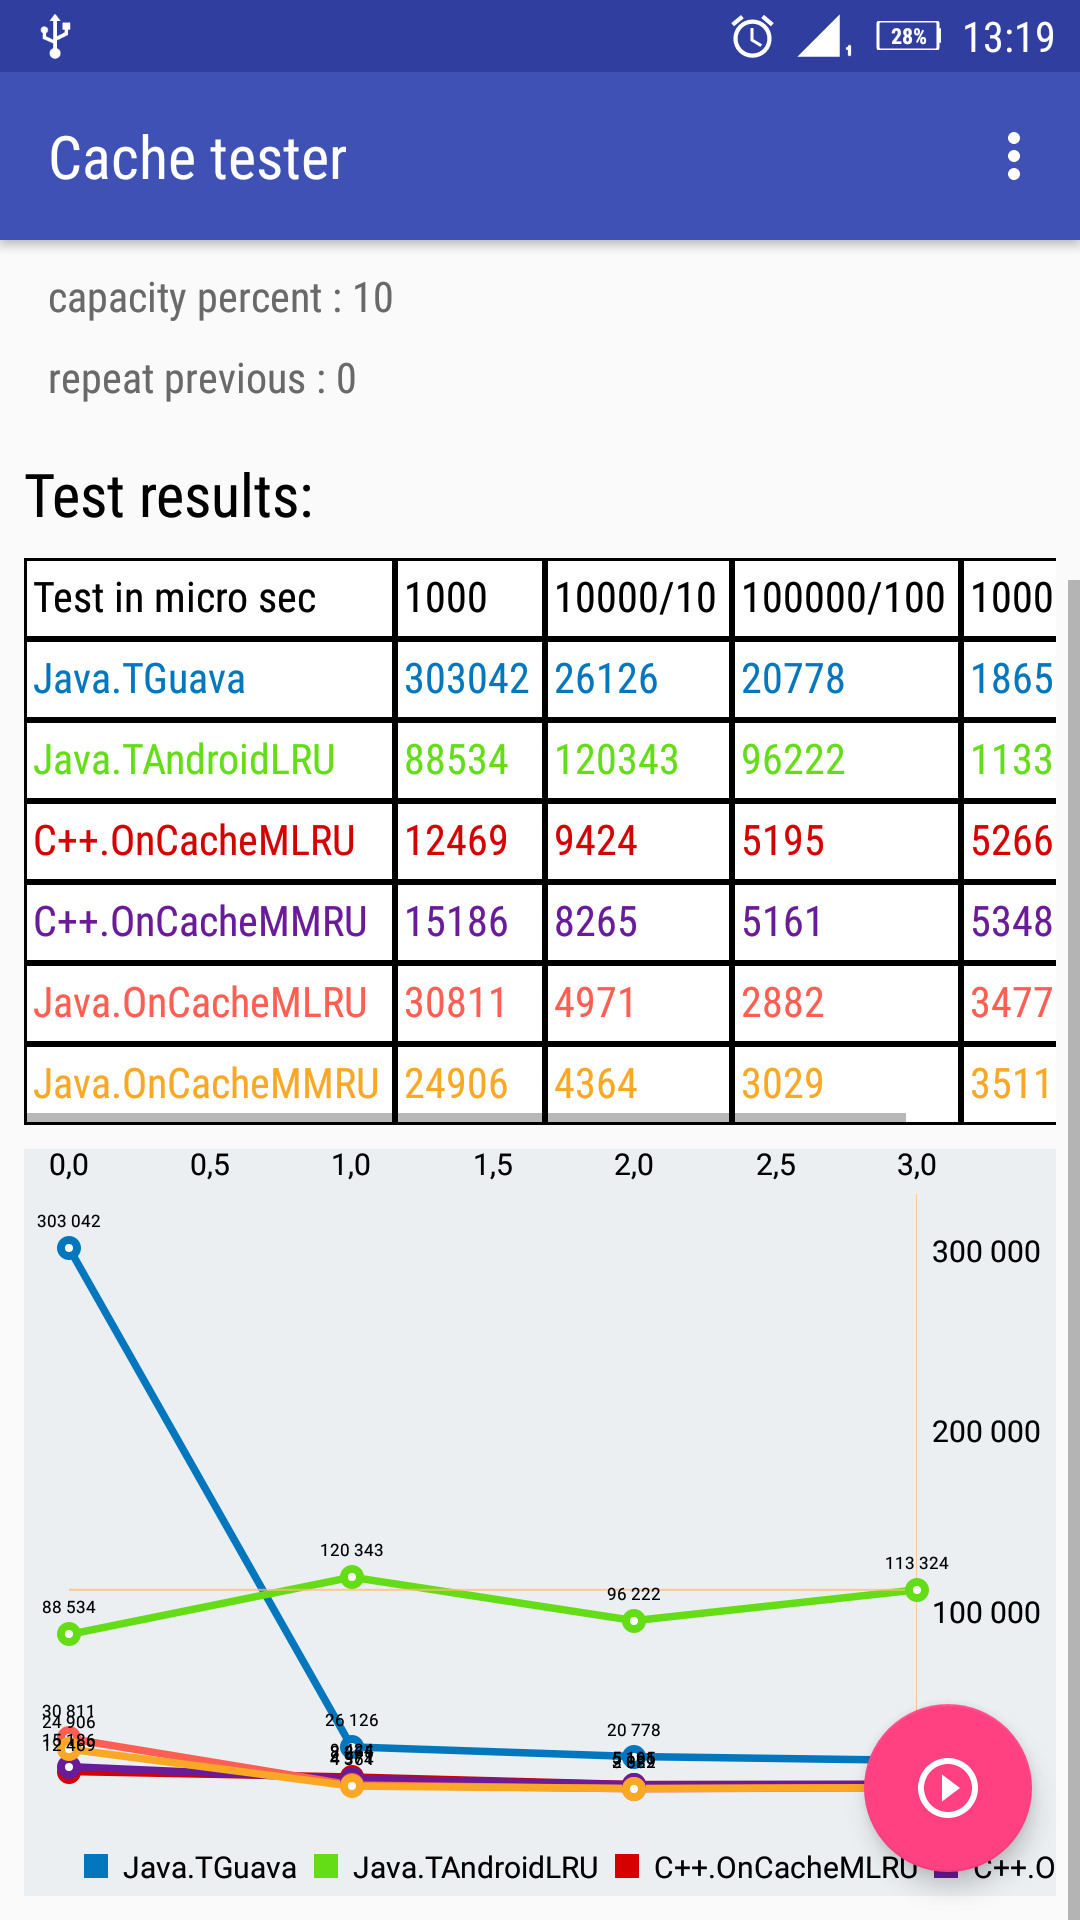 28% 13:19
Cache tester
capacity percent : 10
repeat previous : 0
Test results:
Test in micro sec 1000 10000/10 100000/100 1000
Java.TGuava 303042 26126 20778 1865
Java.TAndroidLRU 88534 120343 96222 1133
C++.OnCacheMLRU 12469 9424 5195 5266
C++.OnCacheMMRU 15186 8265 5161 5348
Java.OnCacheMLRU 30811 4971 2882 3477
Java.OnCacheMMRU 24906 4364 3029 3511
0,0 0,5 1,0 1,5 2,0 2,5 3,0
303 042
300 000
200 000
120 343
113 324
96 222
88 534
100 000
30 811
24 906
26 126
20 778
15 186
12 469
Java.TGuava Java.TAndroidLRU C++.OnCacheMLRU C++.O